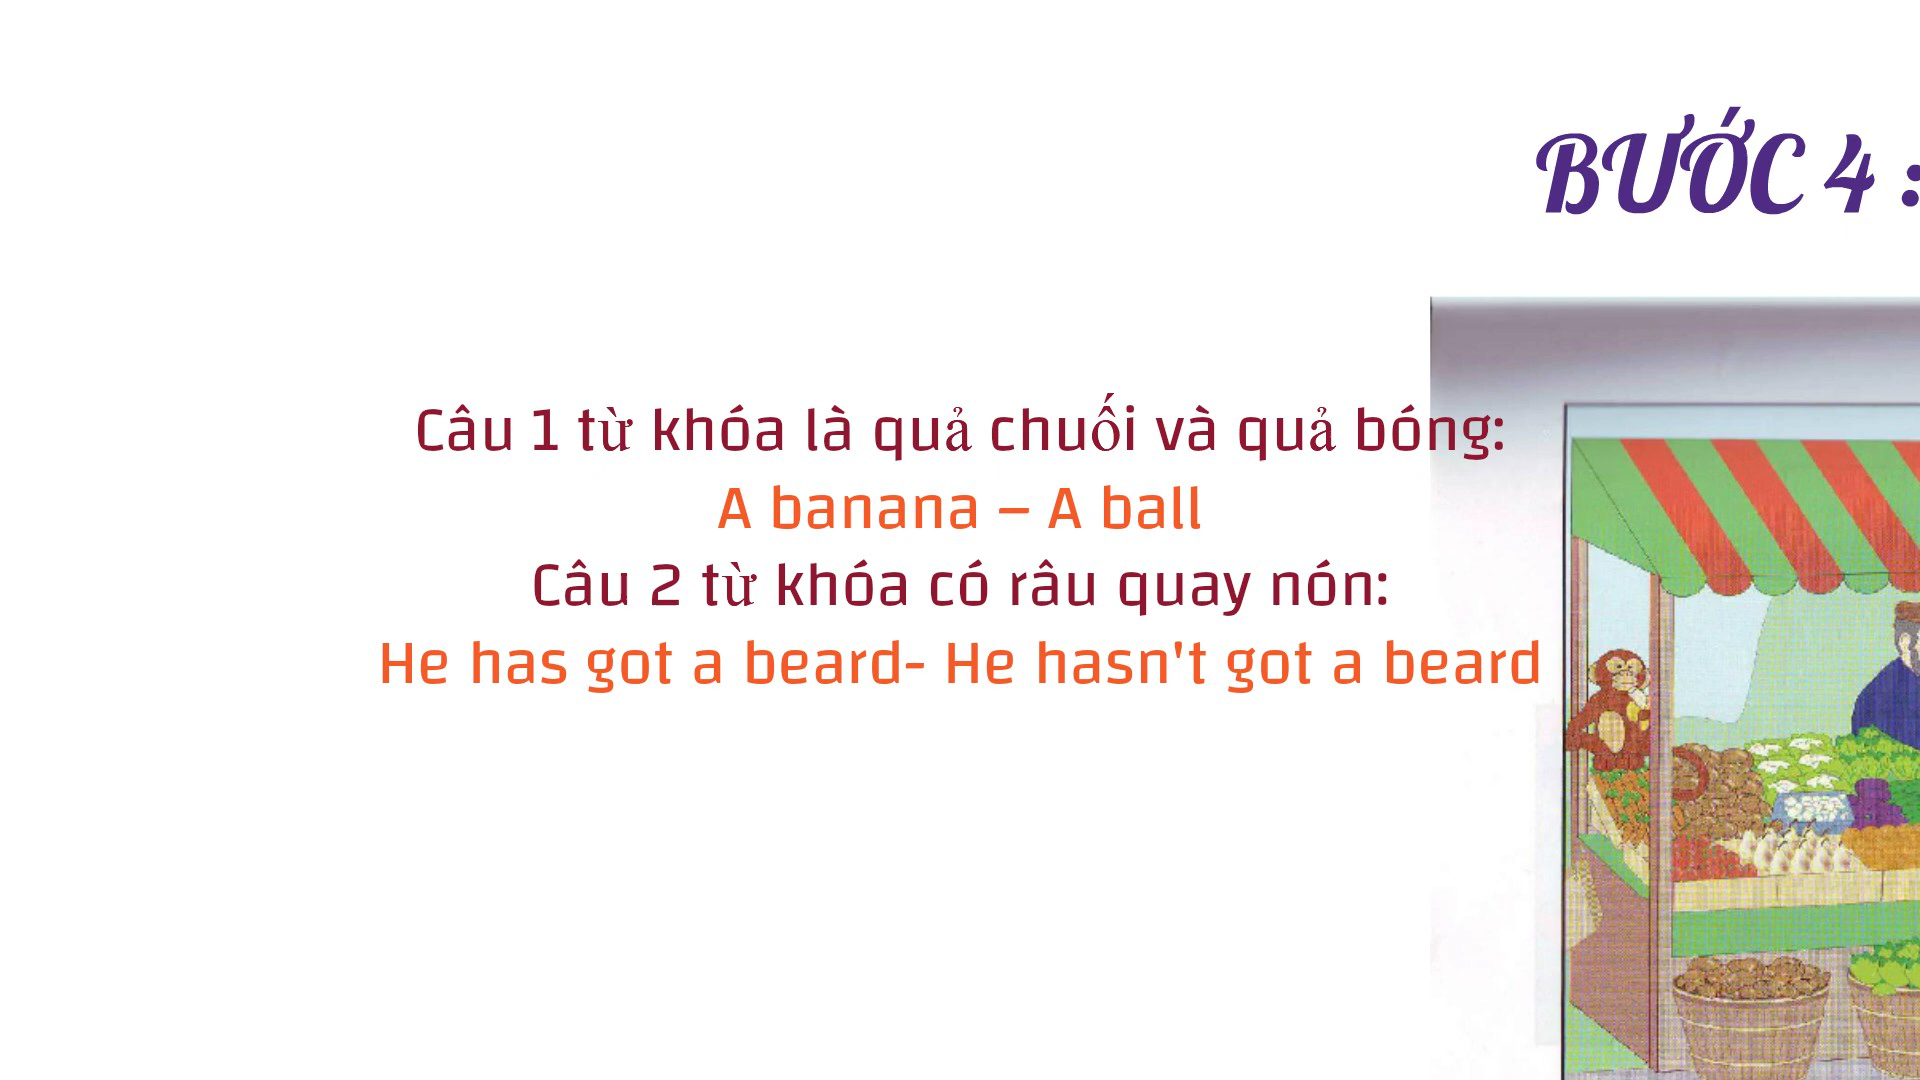 BƯỚC 4 :
Câu 1 từ khóa là quả chuối và quả bóng:
A banana – A ball
Câu 2 từ khóa có râu quay nón:
He has got a beard- He hasn't got a beard